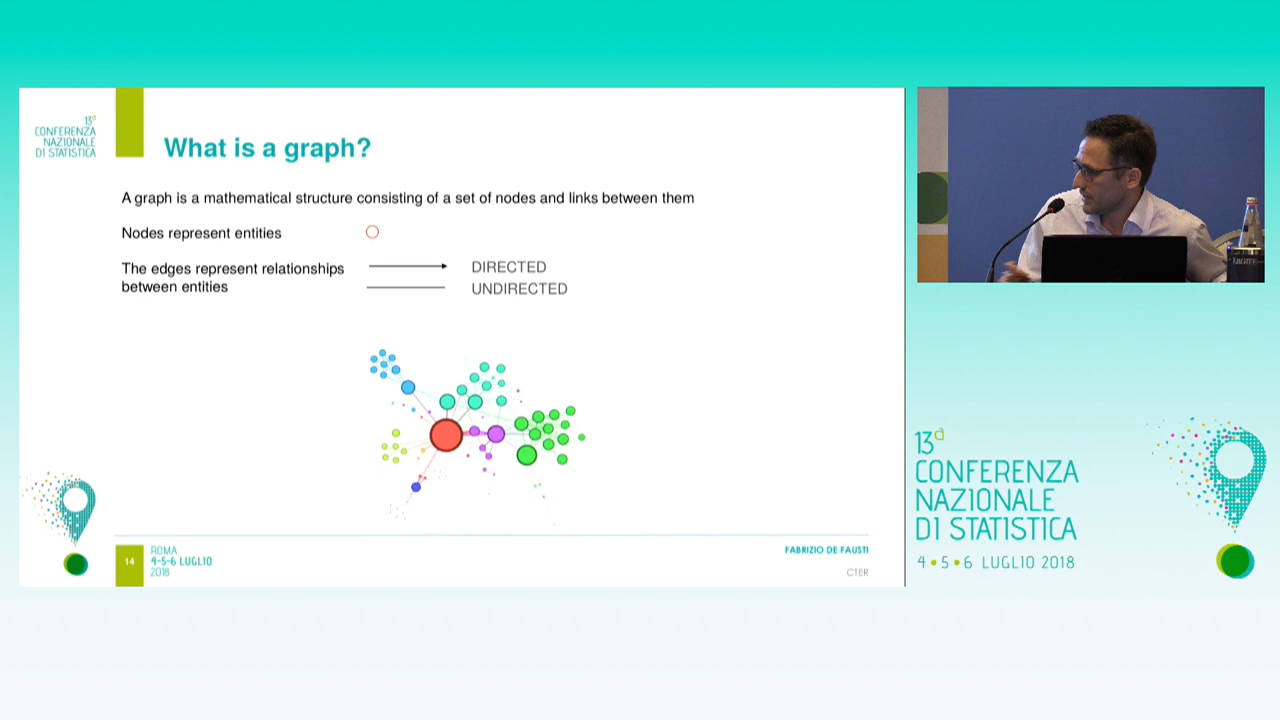 13ª
CONFERENZA
NAZIONALE
DI STATISTICA
What is a graph?
A graph is a mathematical structure consisting of a set of nodes and links between them
Nodes represent entities
The edges represent relationships
between entities
DIRECTED
UNDIRECTED
14
ROMA
4-5-6 LUGLIO
2018
FABRIZIO DE FAUSTI
CTER
13ª
CONFERENZA
NAZIONALE
DI STATISTICA
4•5•6 LUGLIO 2018